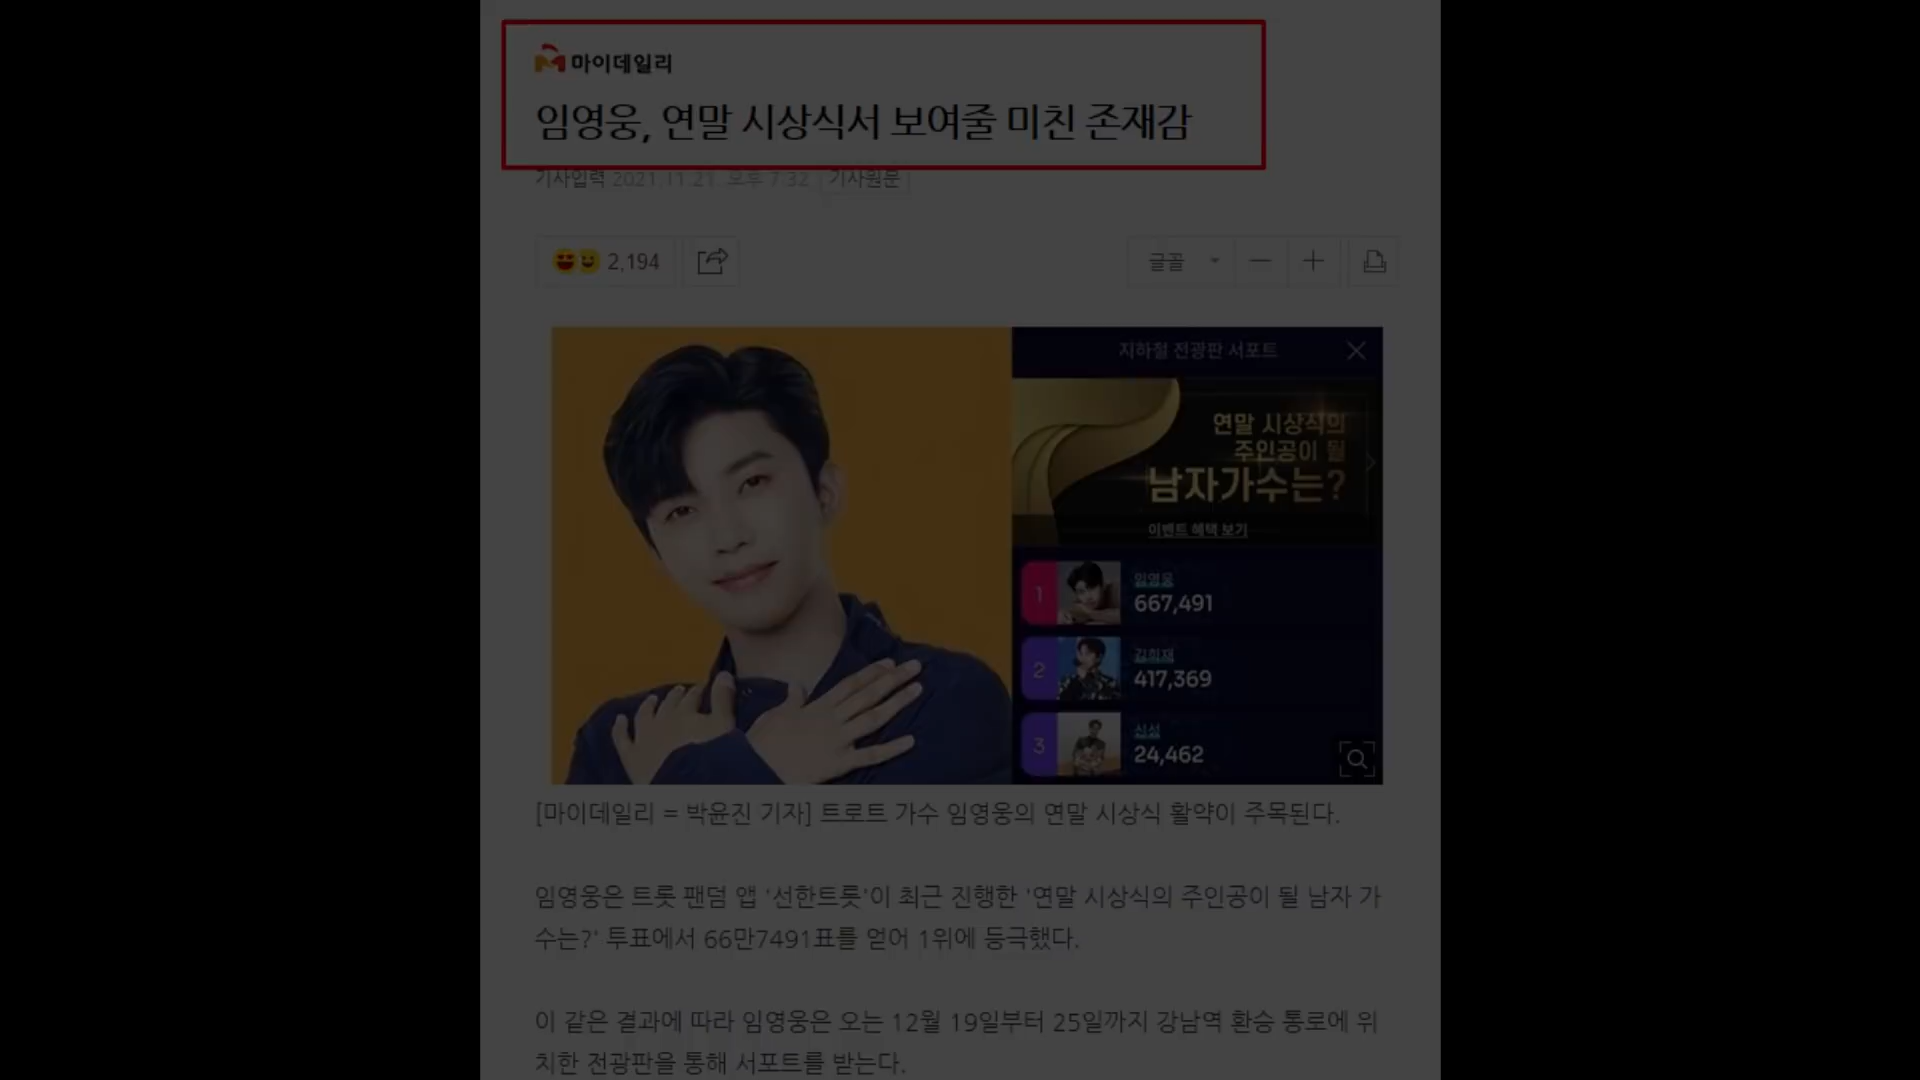 마이데일리
임영웅, 연말 시상식서 보여줄 미친 존재감
기사입력 2021.11.21. 오후 7:32 기사원문
2,194
글꼴
지하철 전광판 서포트
연말 시상식의
주인공이 될
남자가수는?
이벤트 혜택 보기
1 임영웅
667,491
2 김희재
417,369
3 신성
24,462
[마이데일리 = 박윤진 기자] 트로트 가수 임영웅의 연말 시상식 활약이 주목된다.
임영웅은 트롯 팬덤 앱 '선한트롯'이 최근 진행한 '연말 시상식의 주인공이 될 남자 가
수는?' 투표에서 66만7491표를 얻어 1위에 등극했다.
이 같은 결과에 따라 임영웅은 오는 12월 19일부터 25일까지 강남역 환승 통로에 위
치한 전광판을 통해 서포트를 받는다.